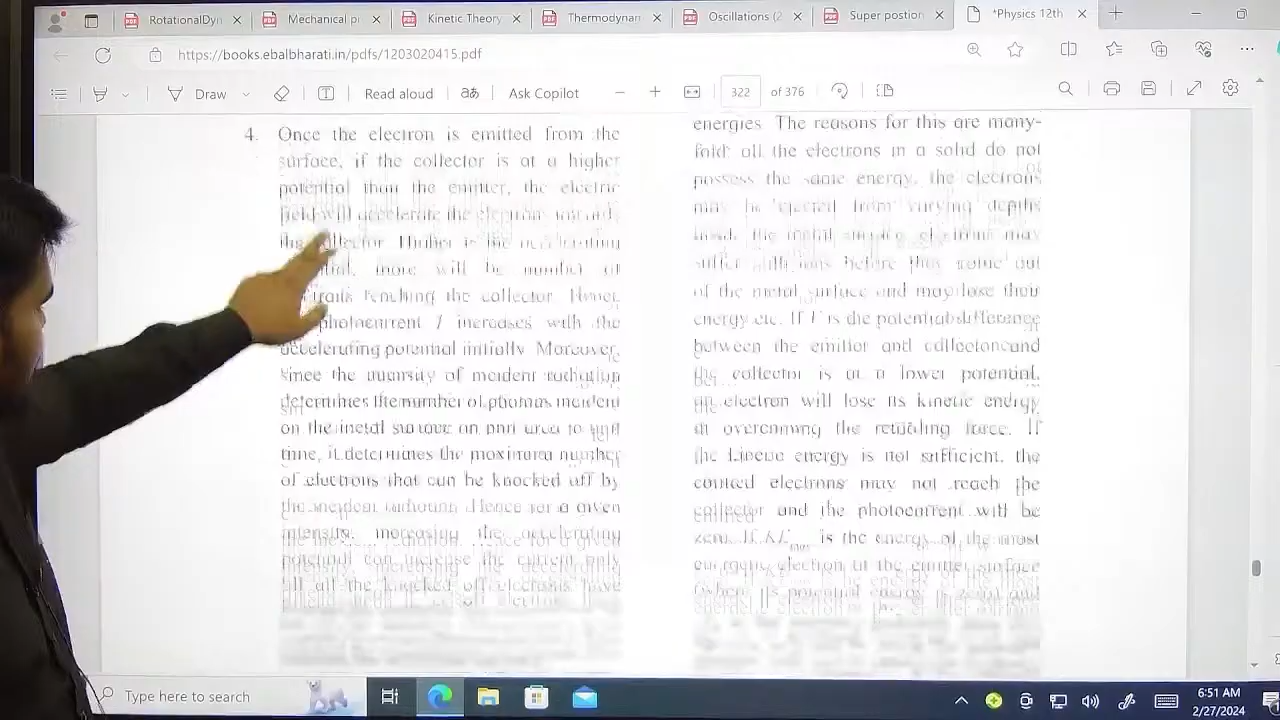 RotationalDyn
Mechanical p
Kinetic Theory
Thermodynan
Oscillations (2
Super postion
*Physics 12th
https://books.ebalbharati.in/pdfs/1203020415.pdf
Draw
Read aloud
Ask Copilot
322 of 376
4. Once the electron is emitted from the
surface, if the collector is at a higher
potential than the emitter, the electric
field will accelerate the electron towards
collector. Higher is the accelerating
more will be number of
reaching the collector. Hence
photocurrent I increases with the
accelerating potential initially. Moreover,
since the intensity of incident radiation
determines the number of photons incident
on the metal surface on per unit area
time, it determines the maximum number
of electrons that can be knocked off by
the incident radiation. Hence for a given
intensity, increasing the accelerating
potential can increase the current only
till all the knocked off electrons have
energies. The reasons for this are many-
fold: all the electrons in a solid do not
possess the same energy, the electrons
may be ejected from varying depths
metal surface, electrons may
suffer collisions before they come out
of the metal surface and may lose their
energy etc. If V is the potential difference
between the emitter and collector and
the collector is at a lower potential,
an electron will lose its kinetic energy
in overcoming the retarding force. If
the kinetic energy is not sufficient, the
emitted electrons may not reach the
collector and the photocurrent will be
zero. If KEmax is the energy of the most
energetic electron at the emitter surface
Type here to search
6:51 AM
2/27/2024